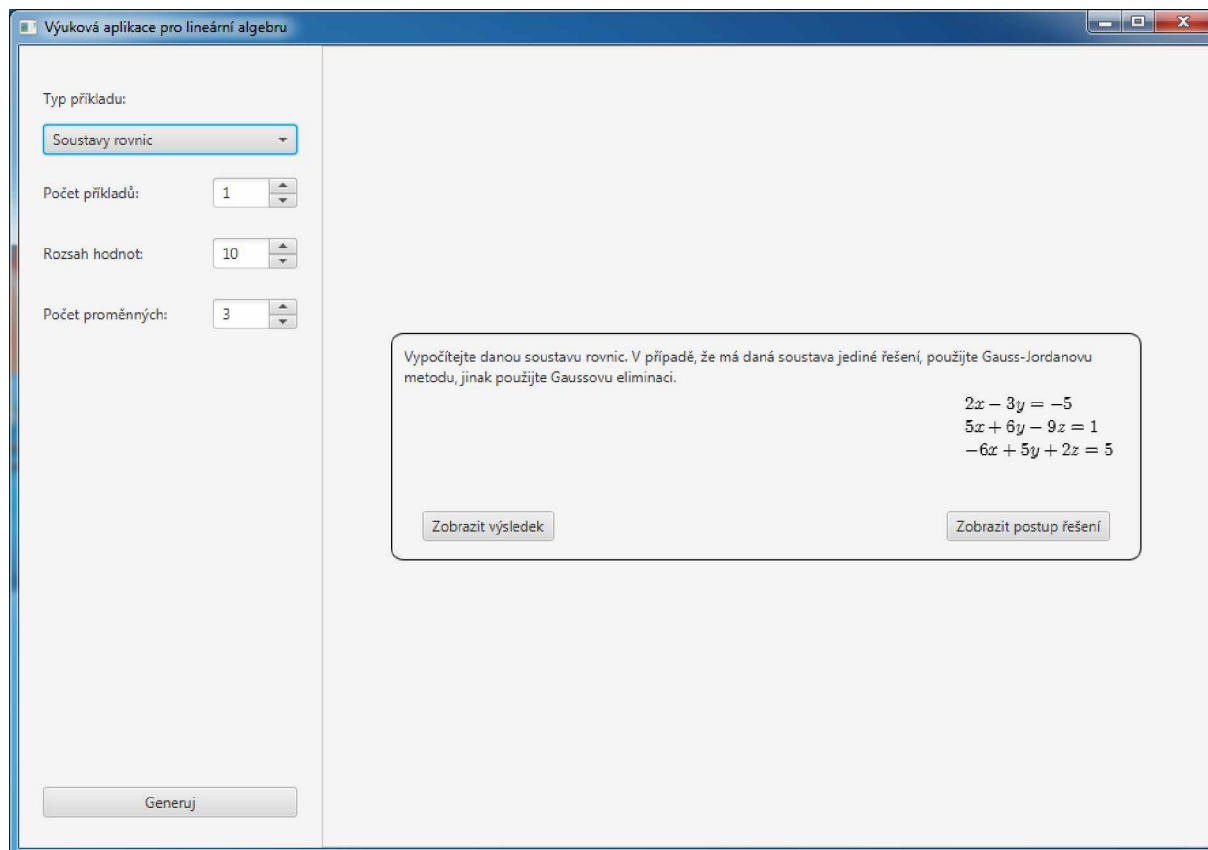 Výuková aplikace pro lineární algebru
Typ příkladu:
Soustavy rovnic
Počet příkladů:
1
Rozsah hodnot:
10
Počet proměnných:
3
Generuj
Vypočítejte danou soustavu rovnic. V případě, že má daná soustava jediné řešení, použijte Gauss-Jordanovu
metodu, jinak použijte Gaussovu eliminaci.
2x − 3y = −5
5x + 6y − 9z = 1
−6x + 5y + 2z = 5
Zobrazit výsledek
Zobrazit postup řešení